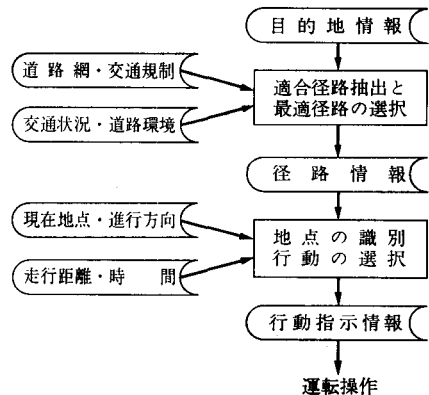 目的地情報
道路網・交通規制
適合径路抽出と
最適径路の選択
交通状況・道路環境
径路情報
現在地点・進行方向
地点の識別
行動の選択
走行距離・時間
行動指示情報
運転操作